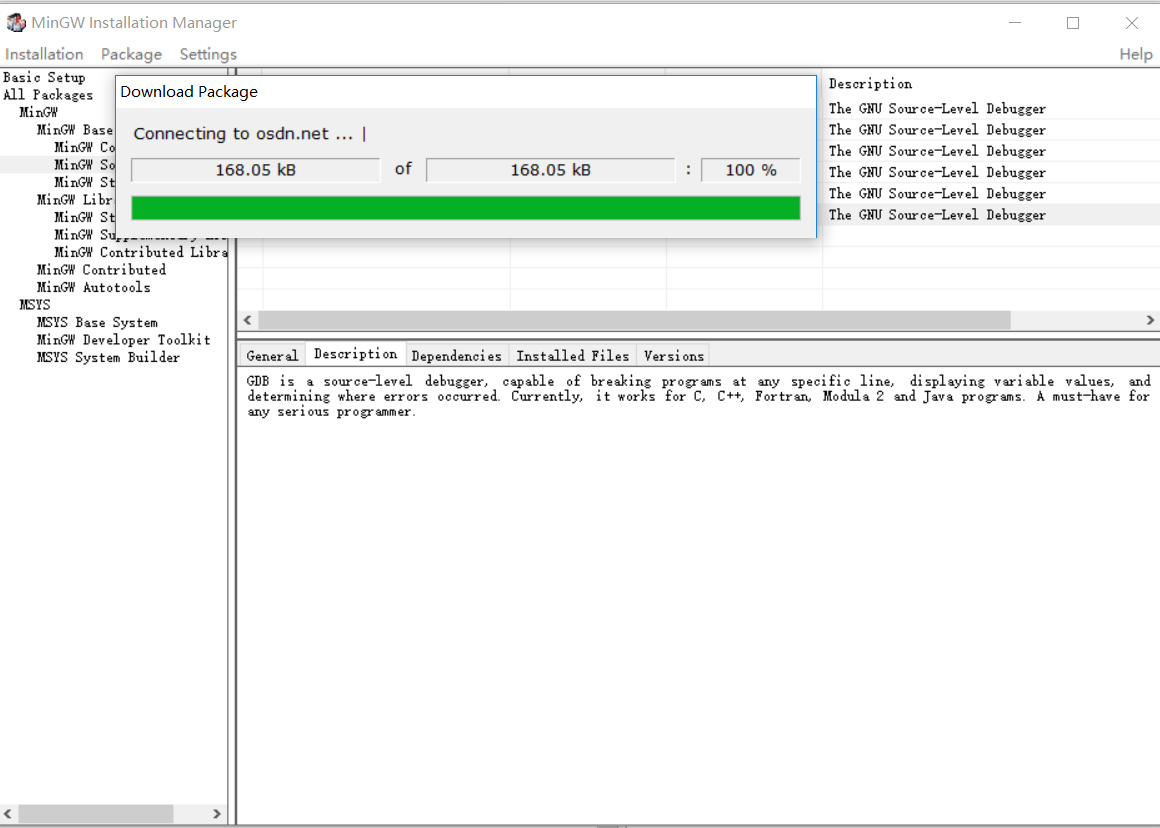 MinGW Installation Manager
Installation Package Settings Help
Basic Setup
All Packages
MinGW
MinGW Base
MinGW Co
MinGW So
MinGW St
MinGW Libr
MinGW St
MinGW Supplementary Li
MinGW Contributed Libra
MinGW Contributed
MinGW Autotools
MSYS
MSYS Base System
MinGW Developer Toolkit
MSYS System Builder
Download Package
Connecting to osdn.net ... |
168.05 kB of 168.05 kB : 100 %
Description
The GNU Source-Level Debugger
The GNU Source-Level Debugger
The GNU Source-Level Debugger
The GNU Source-Level Debugger
The GNU Source-Level Debugger
The GNU Source-Level Debugger
General Description Dependencies Installed Files Versions
GDB is a source-level debugger, capable of breaking programs at any specific line, displaying variable values, and
determining where errors occurred. Currently, it works for C, C++, Fortran, Modula 2 and Java programs. A must-have for
any serious programmer.